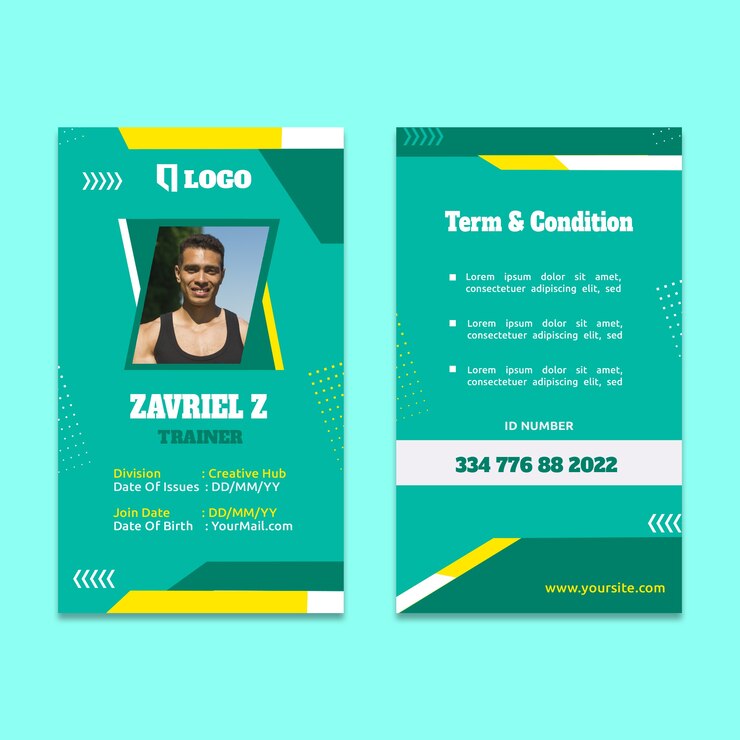 LOGO
ZAVRIEL Z
TRAINER
Division : Creative Hub
Date Of Issues : DD/MM/YY
Join Date : DD/MM/YY
Date Of Birth : YourMail.com
Term & Condition
Lorem ipsum dolor sit amet,
consectetuer adipiscing elit, sed
Lorem ipsum dolor sit amet,
consectetuer adipiscing elit, sed
Lorem ipsum dolor sit amet,
consectetuer adipiscing elit, sed
ID NUMBER
334 776 88 2022
www.yoursite.com